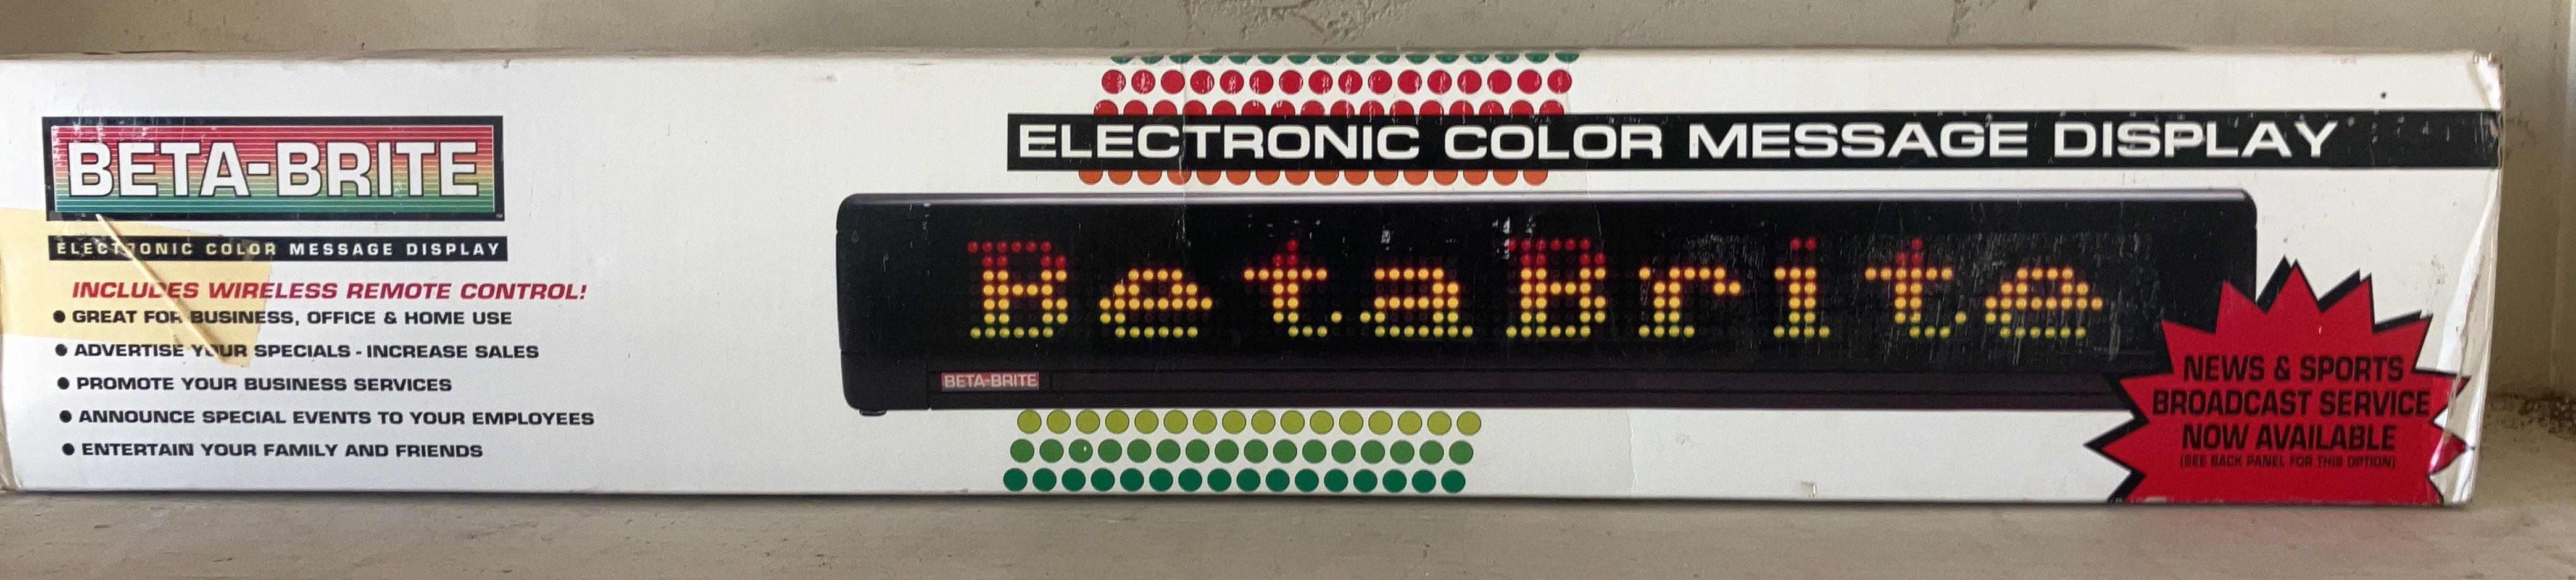 BETA-BRITE
™
ELECTRONIC COLOR MESSAGE DISPLAY
INCLUDES WIRELESS REMOTE CONTROL!
● GREAT FOR BUSINESS, OFFICE & HOME USE
● ADVERTISE YOUR SPECIALS - INCREASE SALES
● PROMOTE YOUR BUSINESS SERVICES
● ANNOUNCE SPECIAL EVENTS TO YOUR EMPLOYEES
● ENTERTAIN YOUR FAMILY AND FRIENDS
ELECTRONIC COLOR MESSAGE DISPLAY
BetaBrite
BETA-BRITE
NEWS & SPORTS
BROADCAST SERVICE
NOW AVAILABLE
(SEE BACK PANEL FOR THIS OPTION)